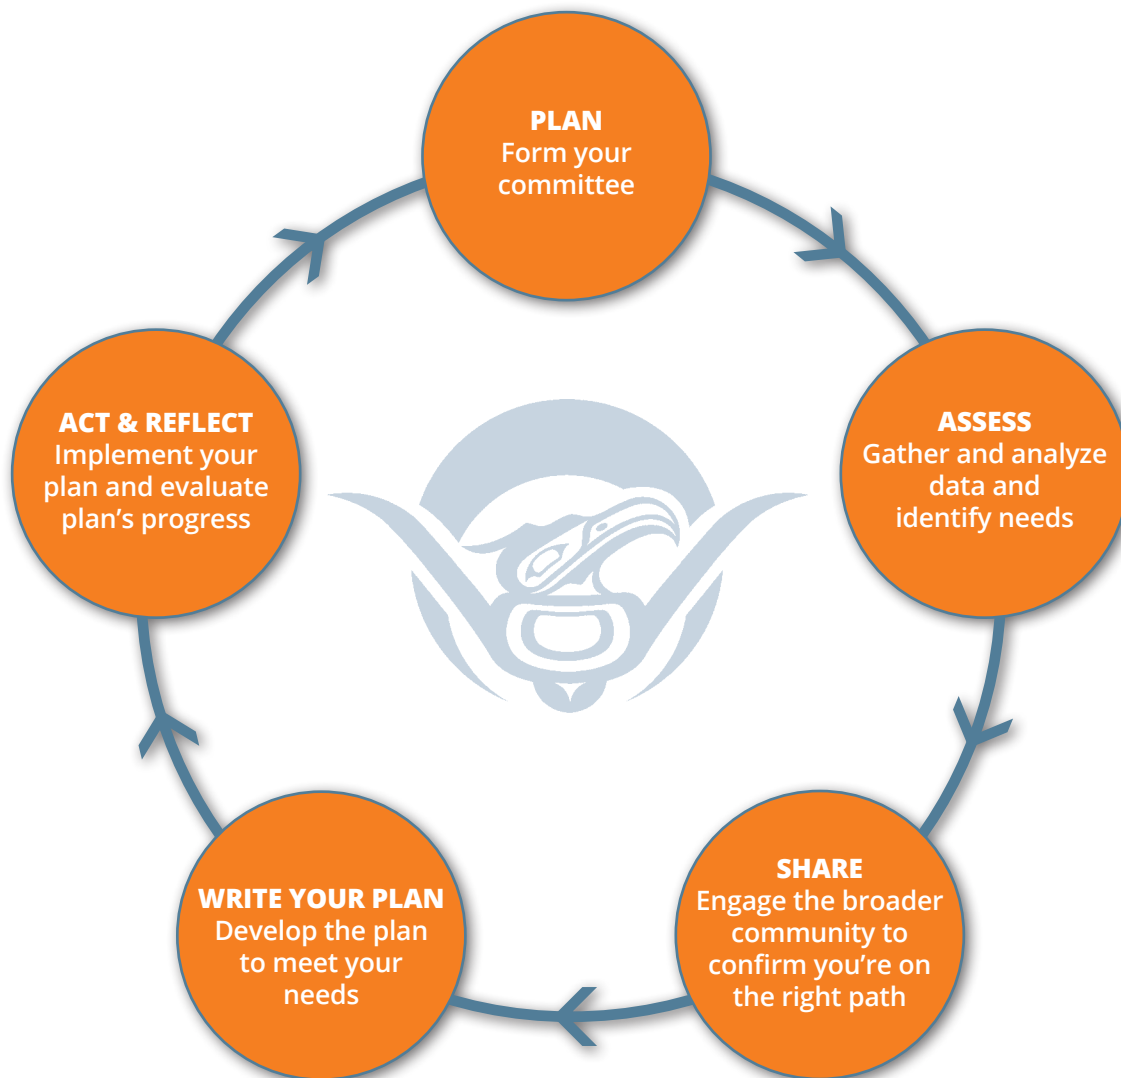 PLAN
Form your
committee
ASSESS
Gather and analyze
data and
identify needs
SHARE
Engage the broader
community to
confirm you’re on
the right path
WRITE YOUR PLAN
Develop the plan
to meet your
needs
ACT & REFLECT
Implement your
plan and evaluate
plan’s progress